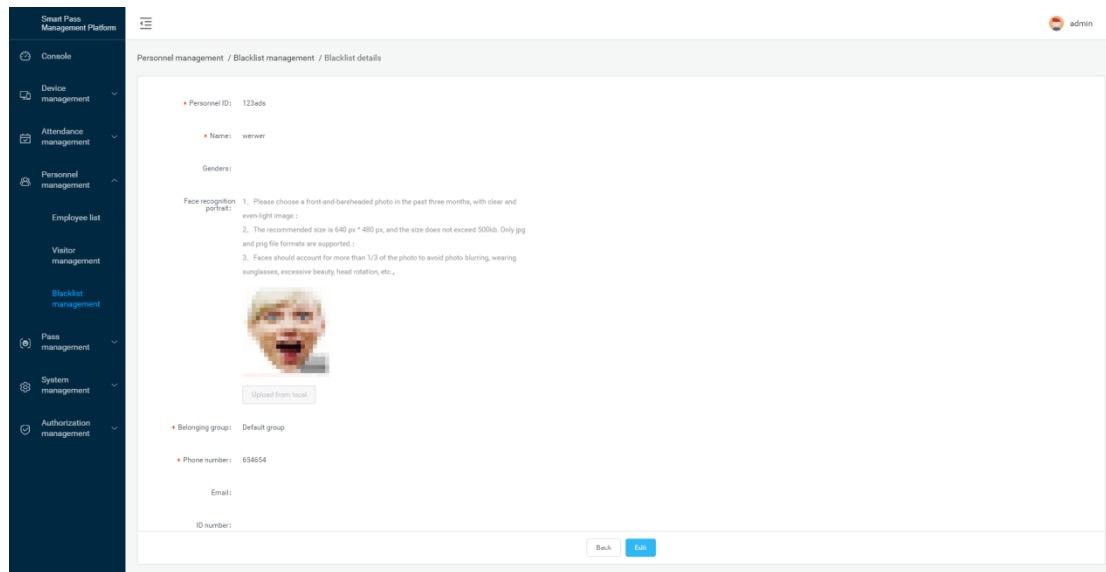 Smart Pass
Management Platform
admin
Console
Personnel management / Blacklist management / Blacklist details
Device
management
Attendance
management
Personnel
management
Employee list
Visitor
management
Blacklist
management
Pass
management
System
management
Authorization
management
* Personnel ID: 123ads
* Name: werwer
Genders:
Face recognition
portrait:
1、Please choose a front-and-bareheaded photo in the past three months, with clear and
even-light image.;
2、The recommended size is 640 px * 480 px, and the size does not exceed 500kb. Only jpg
and png file formats are supported.;
3、Faces should account for more than 1/3 of the photo to avoid photo blurring, wearing
sunglasses, excessive beauty, head rotation, etc.。
Upload from local
* Belonging group: Default group
* Phone number: 654654
Email:
ID number:
Back Edit